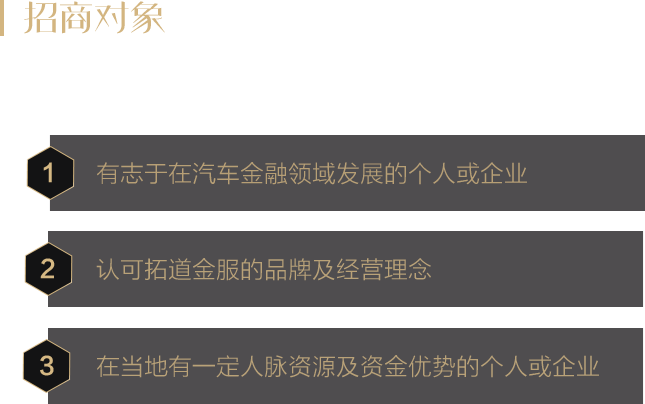 招商对象
1 有志于在汽车金融领域发展的个人或企业
2 认可拓道金服的品牌及经营理念
3 在当地有一定人脉资源及资金优势的个人或企业